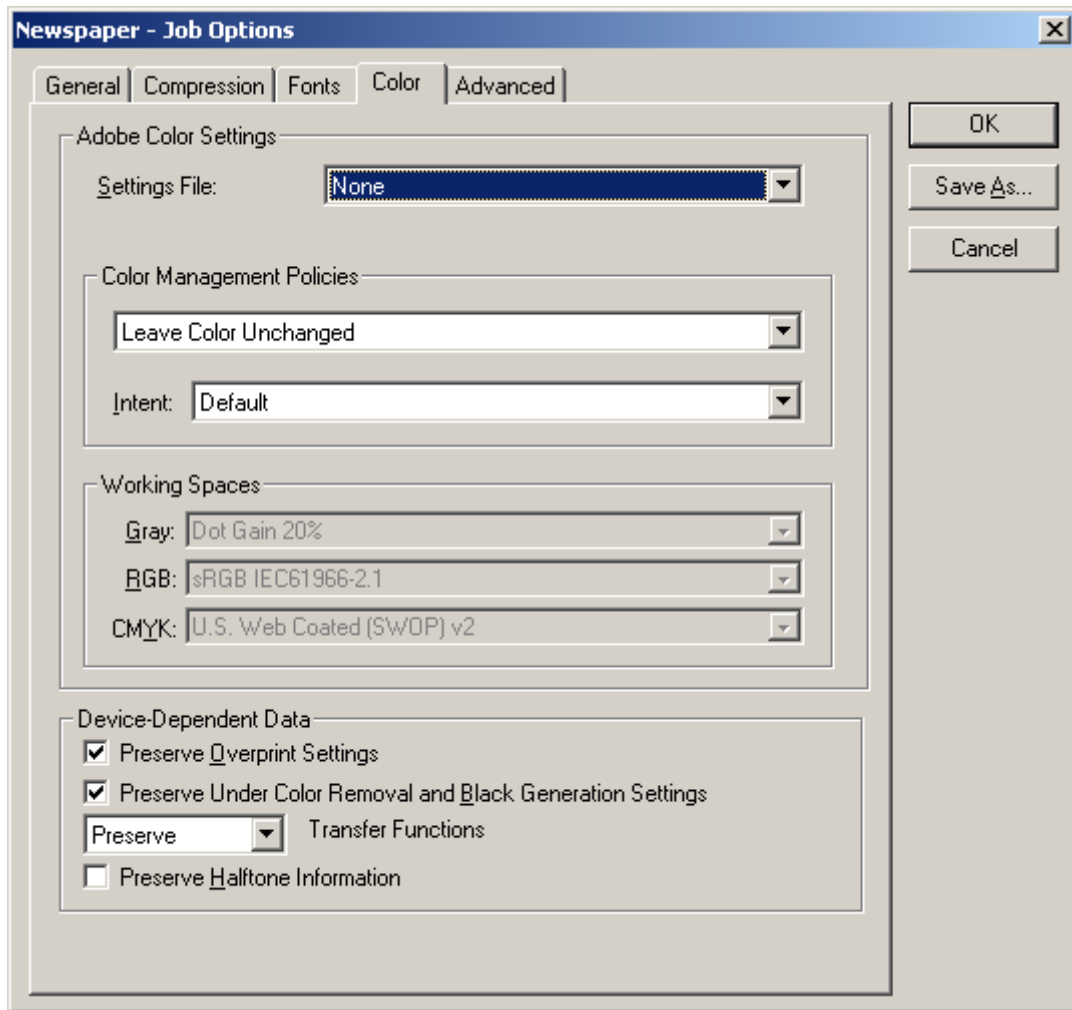 Newspaper - Job Options
General Compression Fonts Color Advanced
OK
Save As...
Cancel
Adobe Color Settings
Settings File: None
Color Management Policies
Leave Color Unchanged
Intent: Default
Working Spaces
Gray: Dot Gain 20%
RGB: sRGB IEC61966-2.1
CMYK: U.S. Web Coated (SWOP) v2
Device-Dependent Data
Preserve Overprint Settings
Preserve Under Color Removal and Black Generation Settings
Preserve Transfer Functions
Preserve Halftone Information